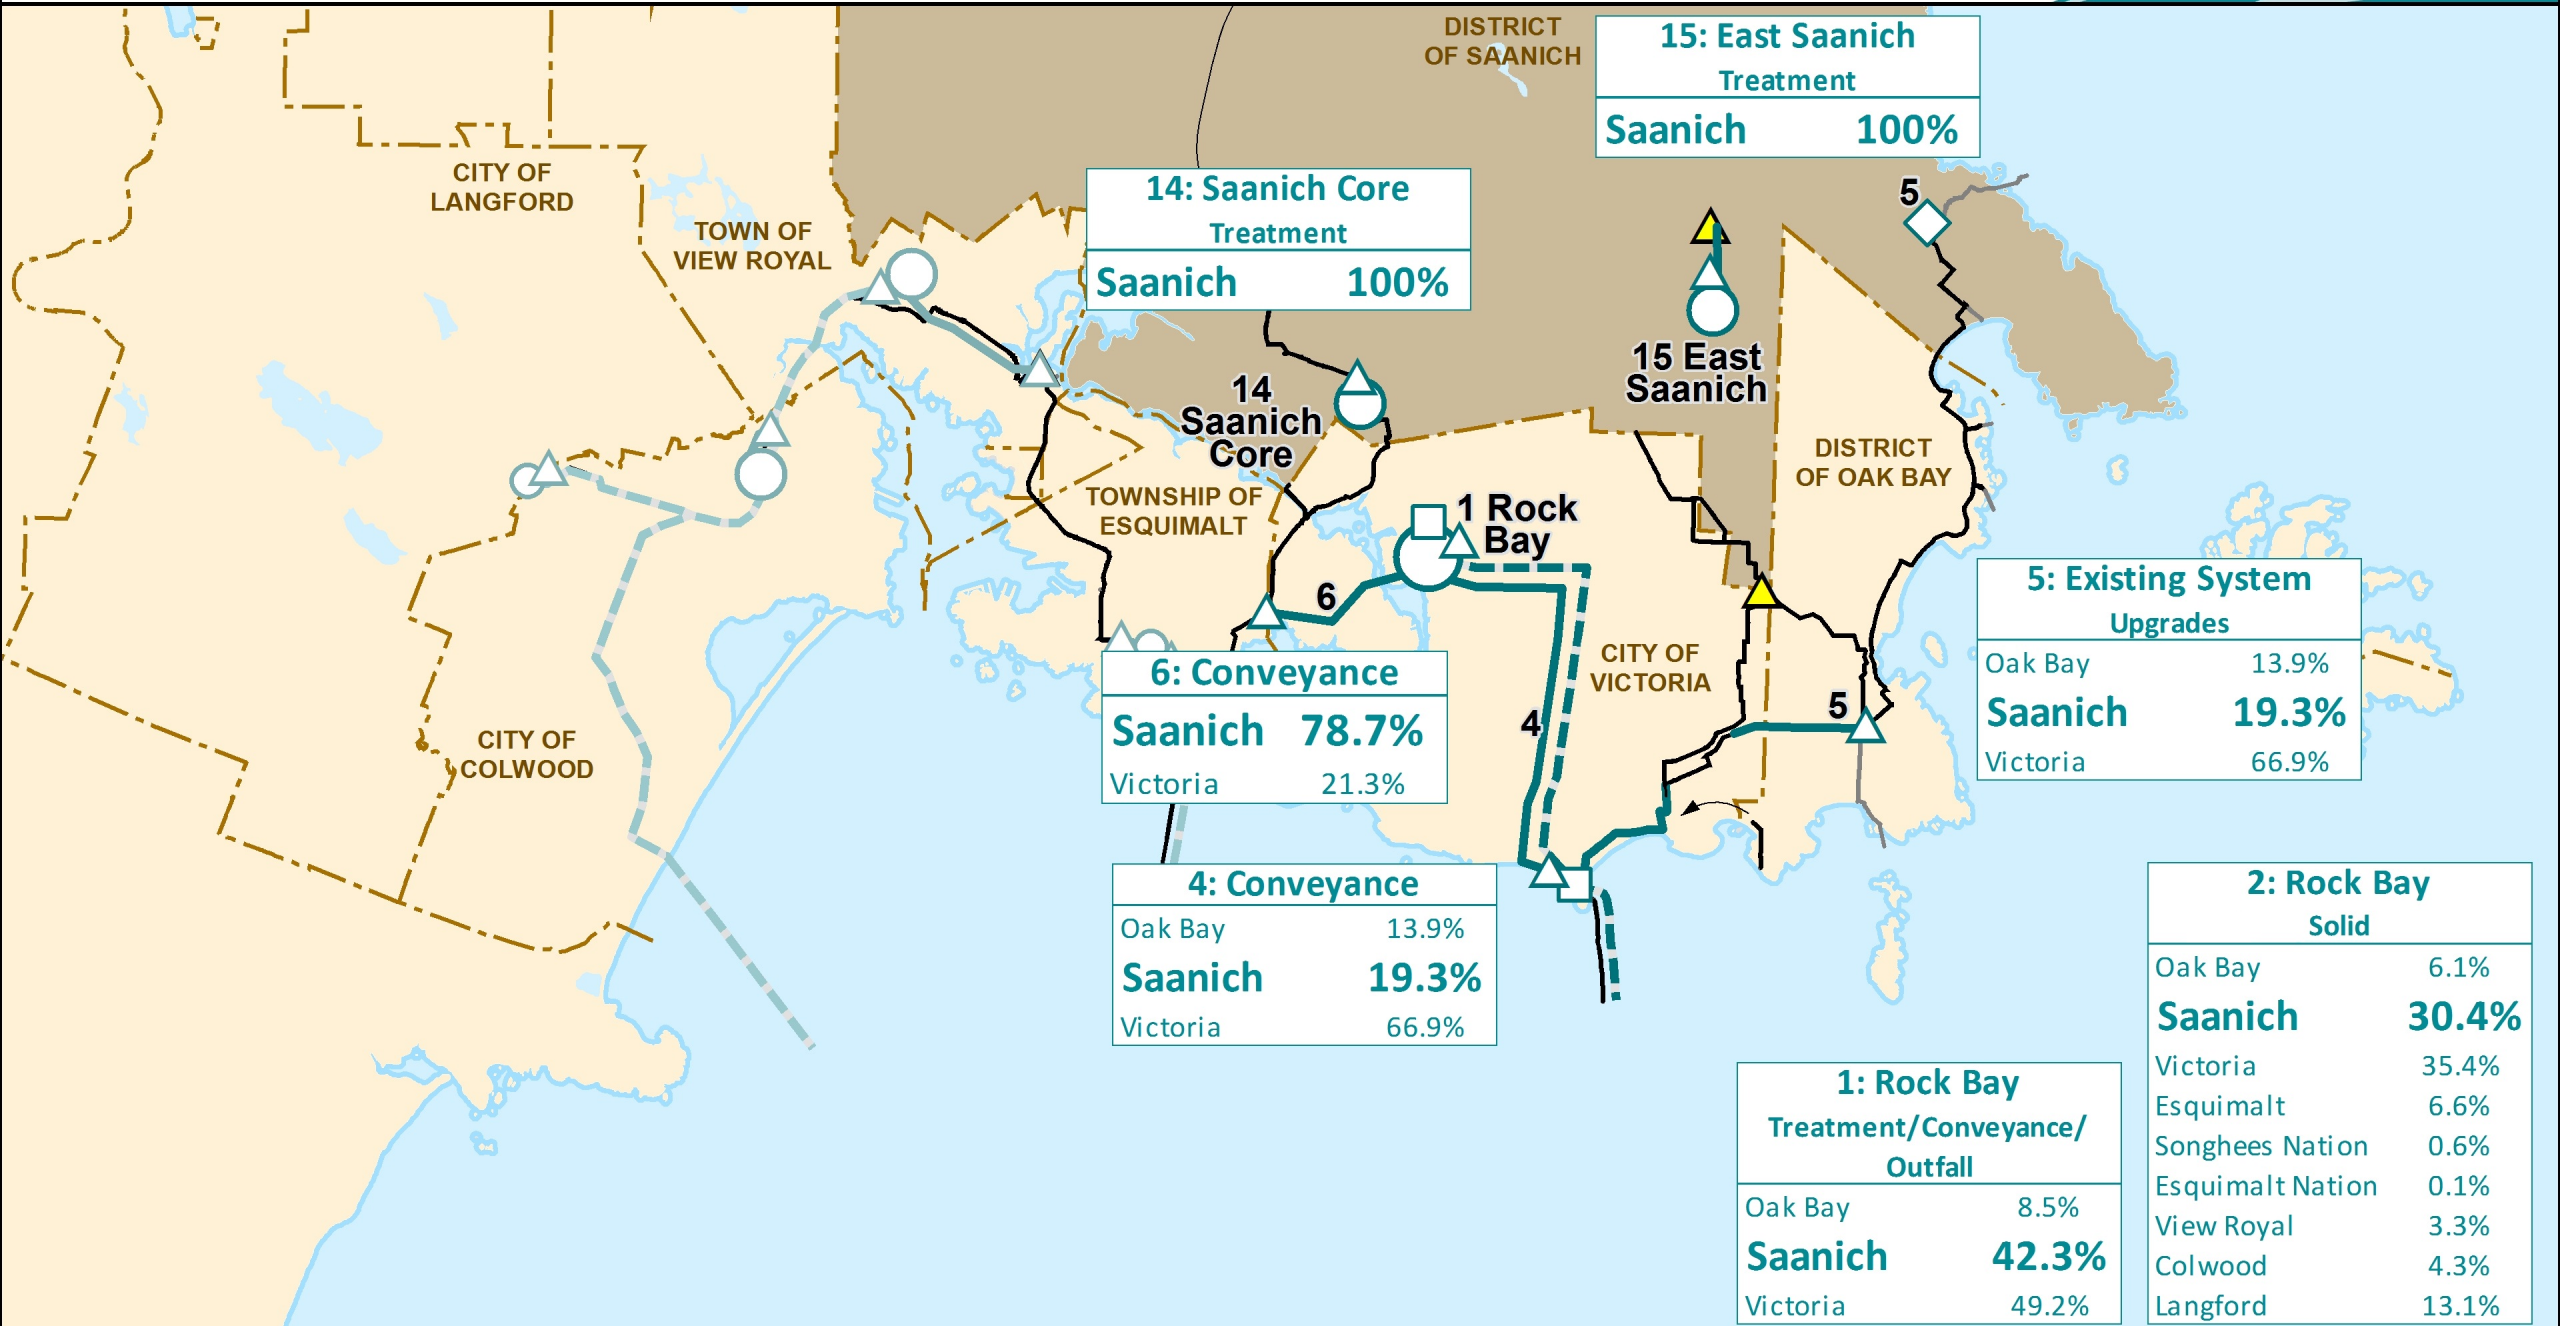 DISTRICT
OF SAANICH
15: East Saanich
Treatment
Saanich 100%
CITY OF
LANGFORD
TOWN OF
VIEW ROYAL
14: Saanich Core
Treatment
Saanich 100%
5
15 East
Saanich
14
Saanich
Core
DISTRICT
OF OAK BAY
TOWNSHIP OF
ESQUIMALT
1 Rock
Bay
6
CITY OF
VICTORIA
4
5
5: Existing System
Upgrades
Oak Bay 13.9%
Saanich 19.3%
Victoria 66.9%
6: Conveyance
Saanich 78.7%
Victoria 21.3%
CITY OF
COLWOOD
4: Conveyance
Oak Bay 13.9%
Saanich 19.3%
Victoria 66.9%
1: Rock Bay
Treatment/Conveyance/
Outfall
Oak Bay 8.5%
Saanich 42.3%
Victoria 49.2%
2: Rock Bay
Solid
Oak Bay 6.1%
Saanich 30.4%
Victoria 35.4%
Esquimalt 6.6%
Songhees Nation 0.6%
Esquimalt Nation 0.1%
View Royal 3.3%
Colwood 4.3%
Langford 13.1%